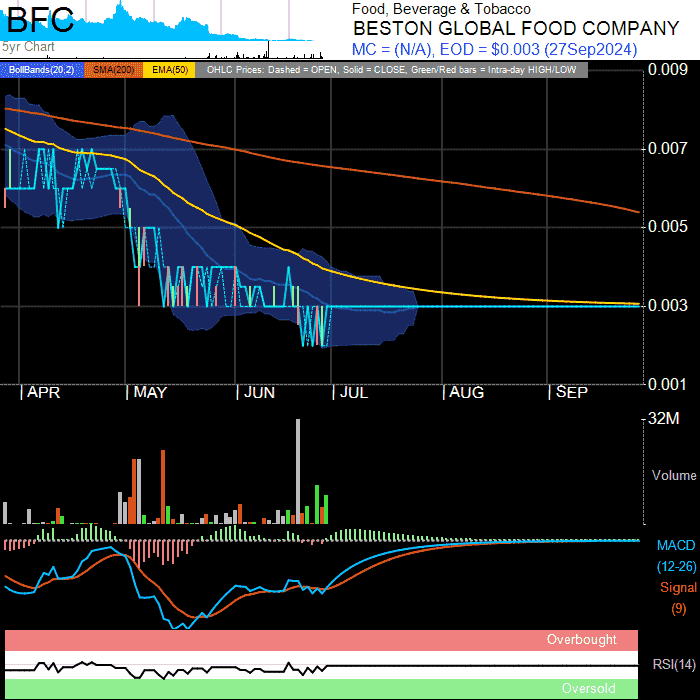 BFC
5yr Chart
Food, Beverage & Tobacco
BESTON GLOBAL FOOD COMPANY
MC = (N/A), EOD = $0.003 (27Sep2024)
BollBands(20,2) SMA(200) EMA(50) OHLC Prices: Dashed = OPEN, Solid = CLOSE, Green/Red bars = Intra-day HIGH/LOW
0.009
0.007
0.005
0.003
0.001
|APR |MAY |JUN |JUL |AUG |SEP
32M
Volume
MACD
(12-26)
Signal
(9)
Overbought
RSI(14)
Oversold